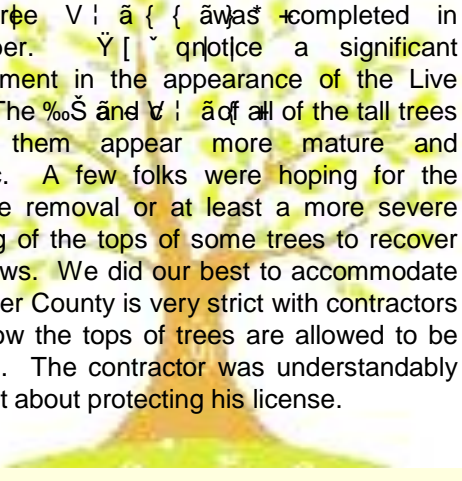 was completed in
a significant
ment in the appearance of the Live
The and of all of the tall trees
them appear more mature and
c. A few folks were hoping for the
e removal or at least a more severe
g of the tops of some trees to recover
ws. We did our best to accommodate
er County is very strict with contractors
ow the tops of trees are allowed to be
. The contractor was understandably
t about protecting his license.